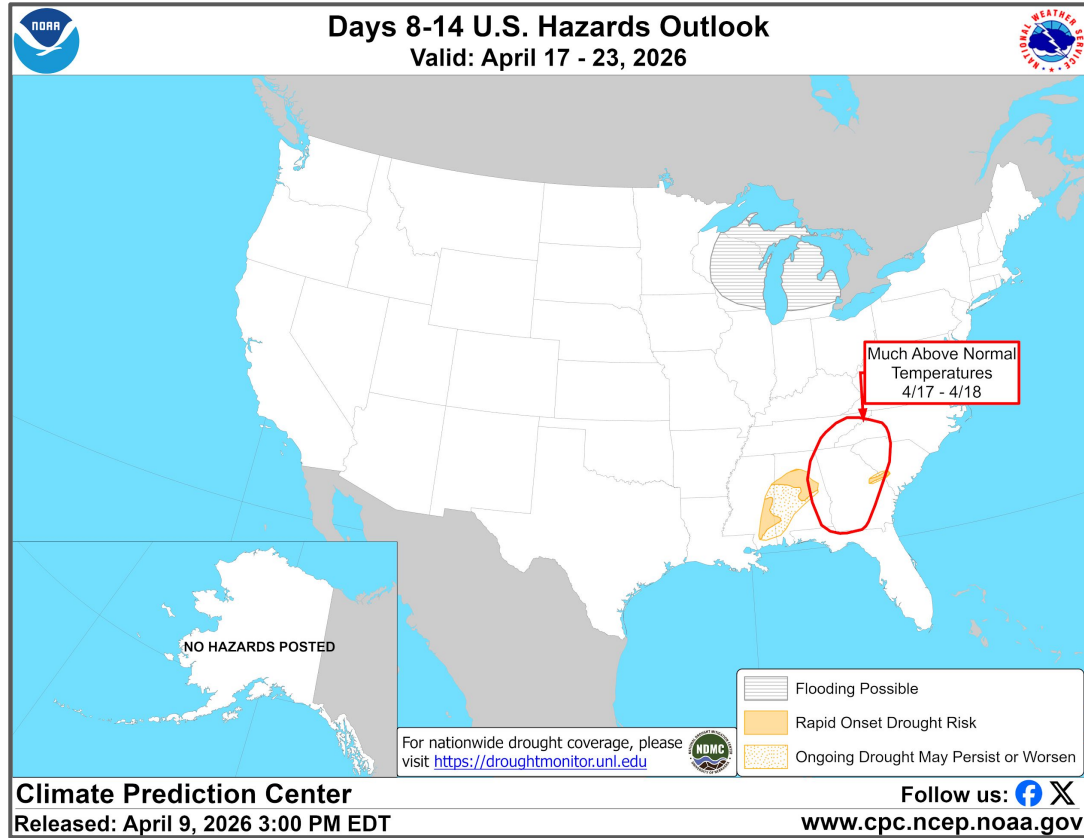 NOAA
Days 8-14 U.S. Hazards Outlook
Valid: April 17 - 23, 2026
NATIONAL WEATHER SERVICE
Much Above Normal
Temperatures
4/17 - 4/18
NO HAZARDS POSTED
For nationwide drought coverage, please
visit https://droughtmonitor.unl.edu
NDMC
Flooding Possible
Rapid Onset Drought Risk
Ongoing Drought May Persist or Worsen
Climate Prediction Center
Follow us:
Released: April 9, 2026 3:00 PM EDT
www.cpc.ncep.noaa.gov